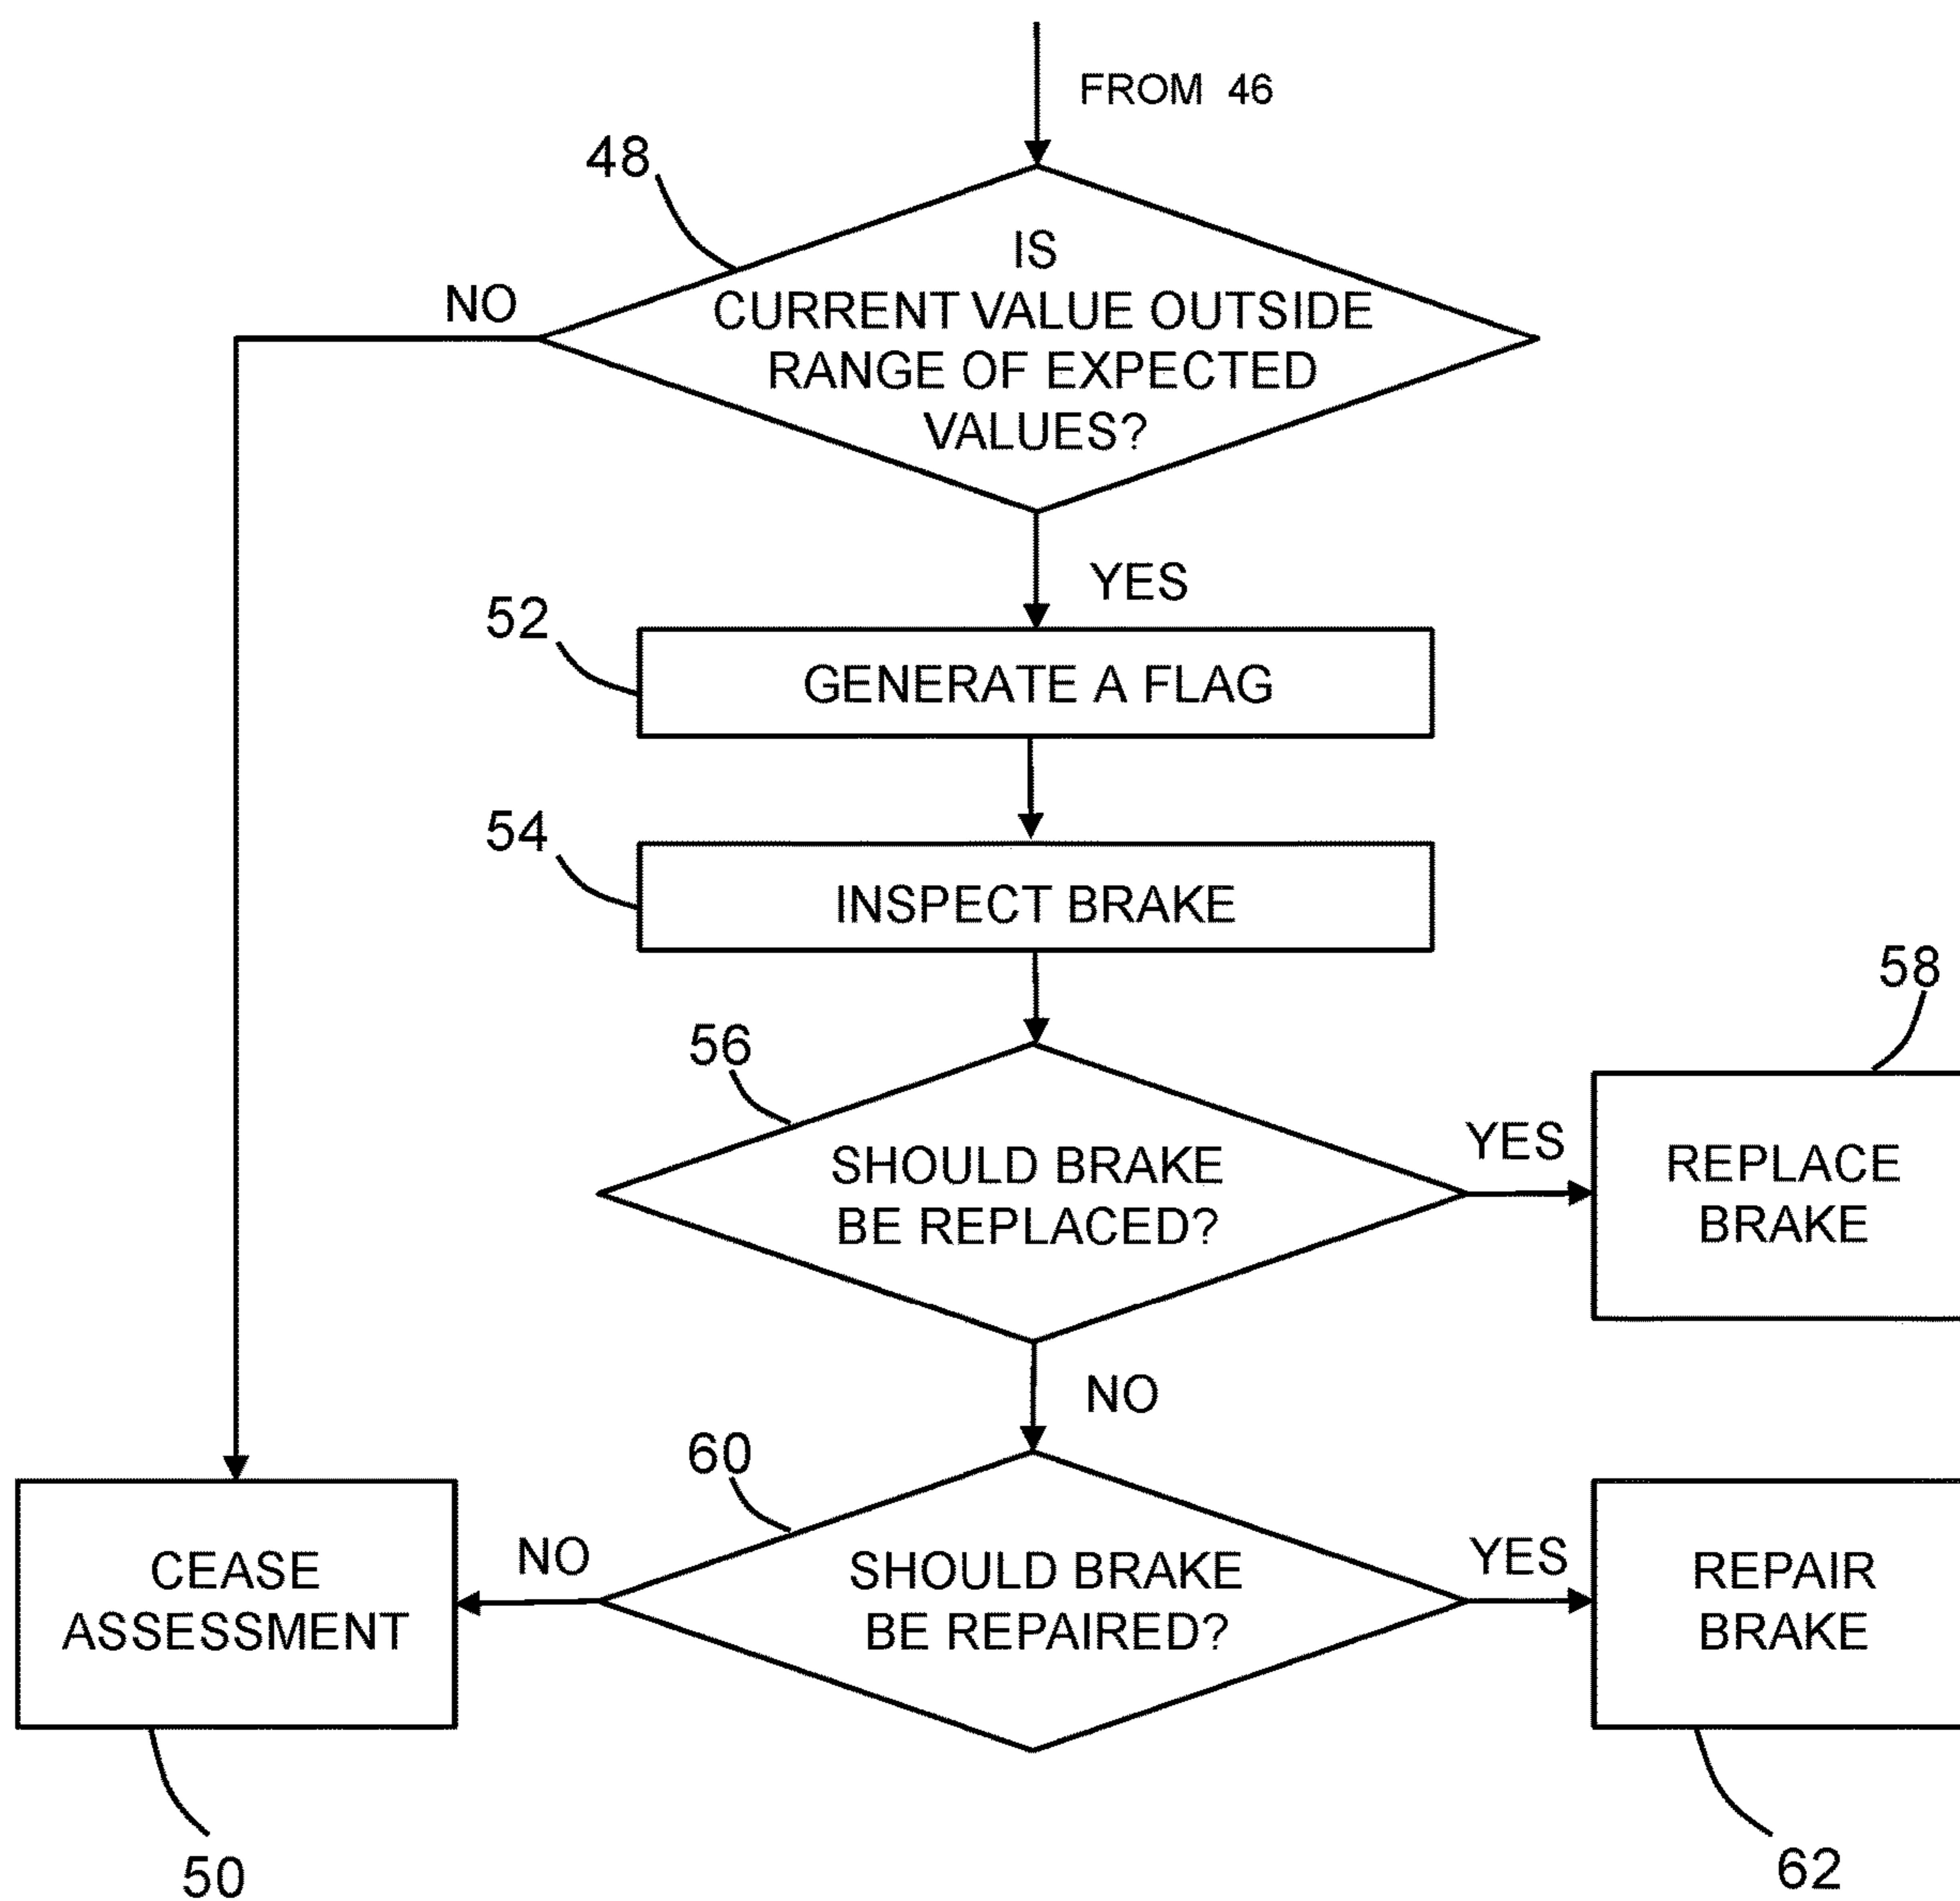 FROM 46
48
IS
CURRENT VALUE OUTSIDE
RANGE OF EXPECTED
VALUES?
NO
YES
52
GENERATE A FLAG
54
INSPECT BRAKE
56
SHOULD BRAKE
BE REPLACED?
YES
58
REPLACE
BRAKE
NO
60
SHOULD BRAKE
BE REPAIRED?
NO
CEASE
ASSESSMENT
50
YES
REPAIR
BRAKE
62